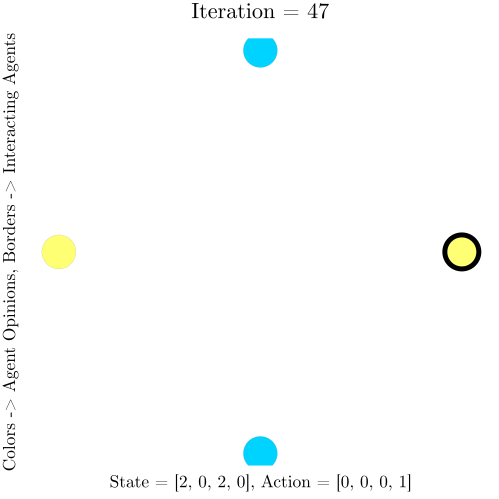 Iteration = 47
Colors -> Agent Opinions, Borders -> Interacting Agents
State = [2, 0, 2, 0], Action = [0, 0, 0, 1]